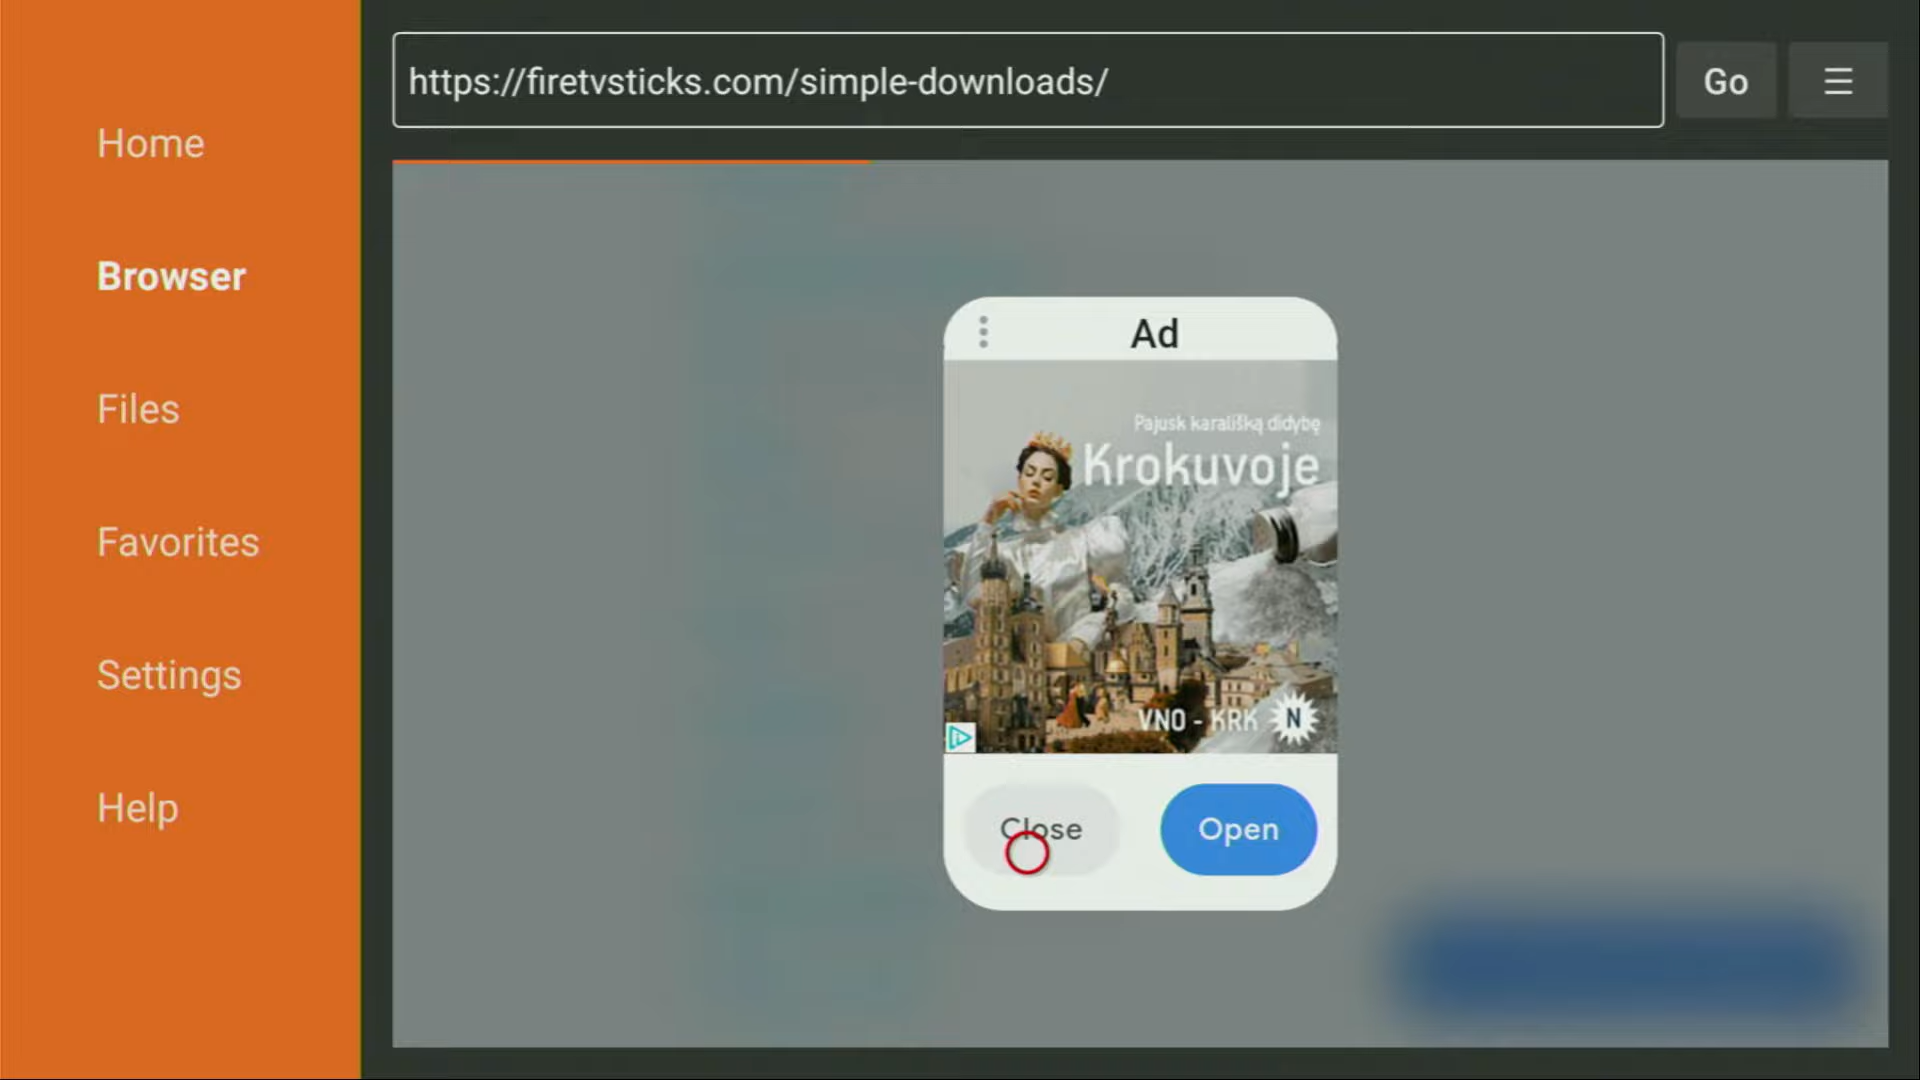 https://firetvsticks.com/simple-downloads/
Go
Home
Browser
Files
Favorites
Settings
Help
Ad
Pajusk karališką didybę
Krokuvoje
VNO - KRK
N
Close
Open